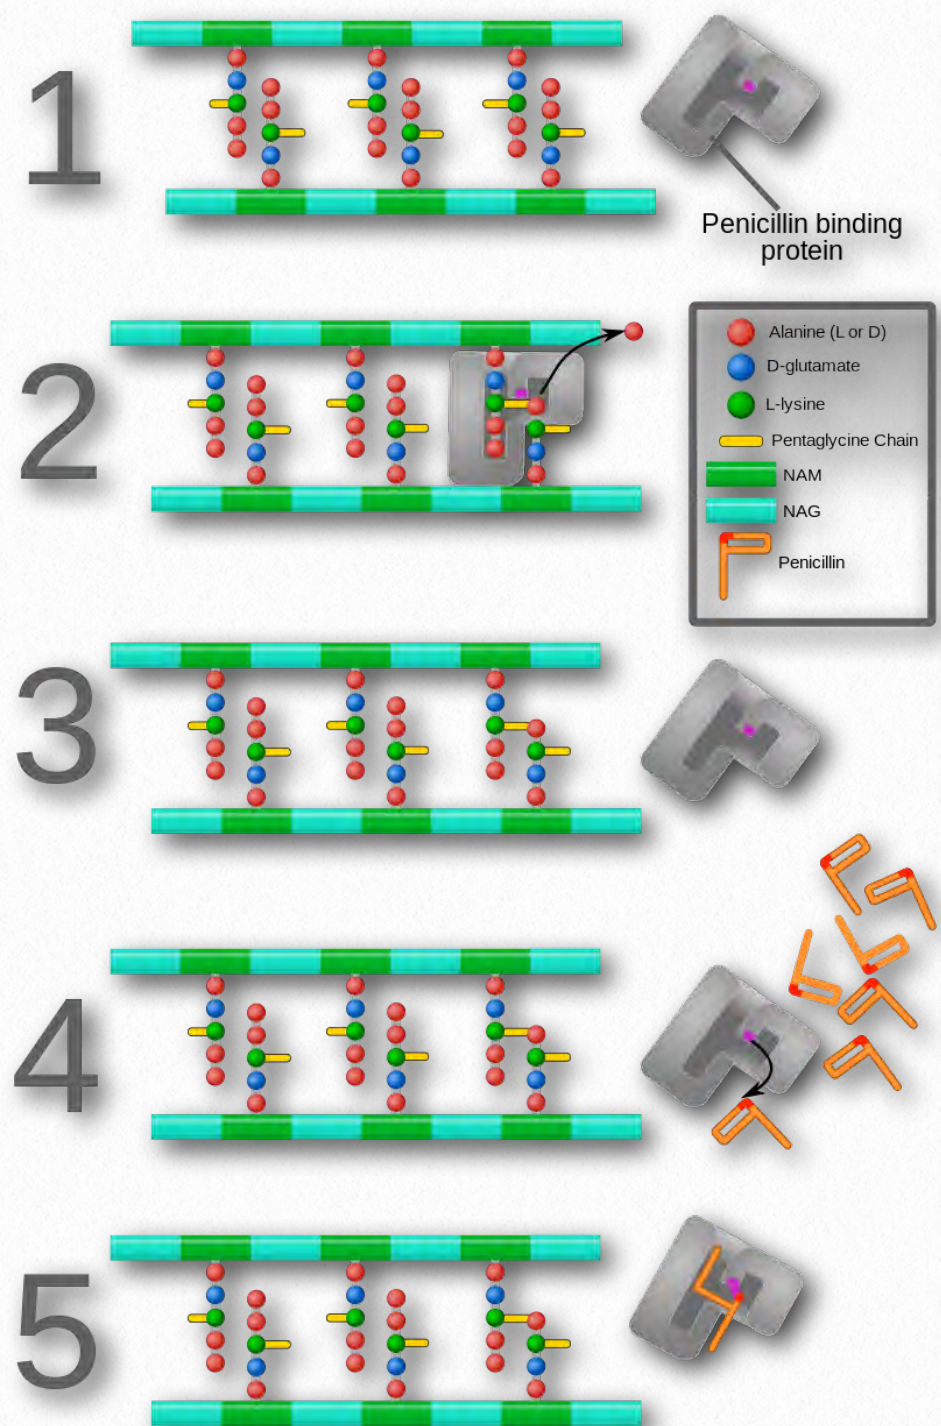 1
Penicillin binding
protein
2
Alanine (L or D)
D-glutamate
L-lysine
Pentaglycine Chain
NAM
NAG
Penicillin
3
4
5